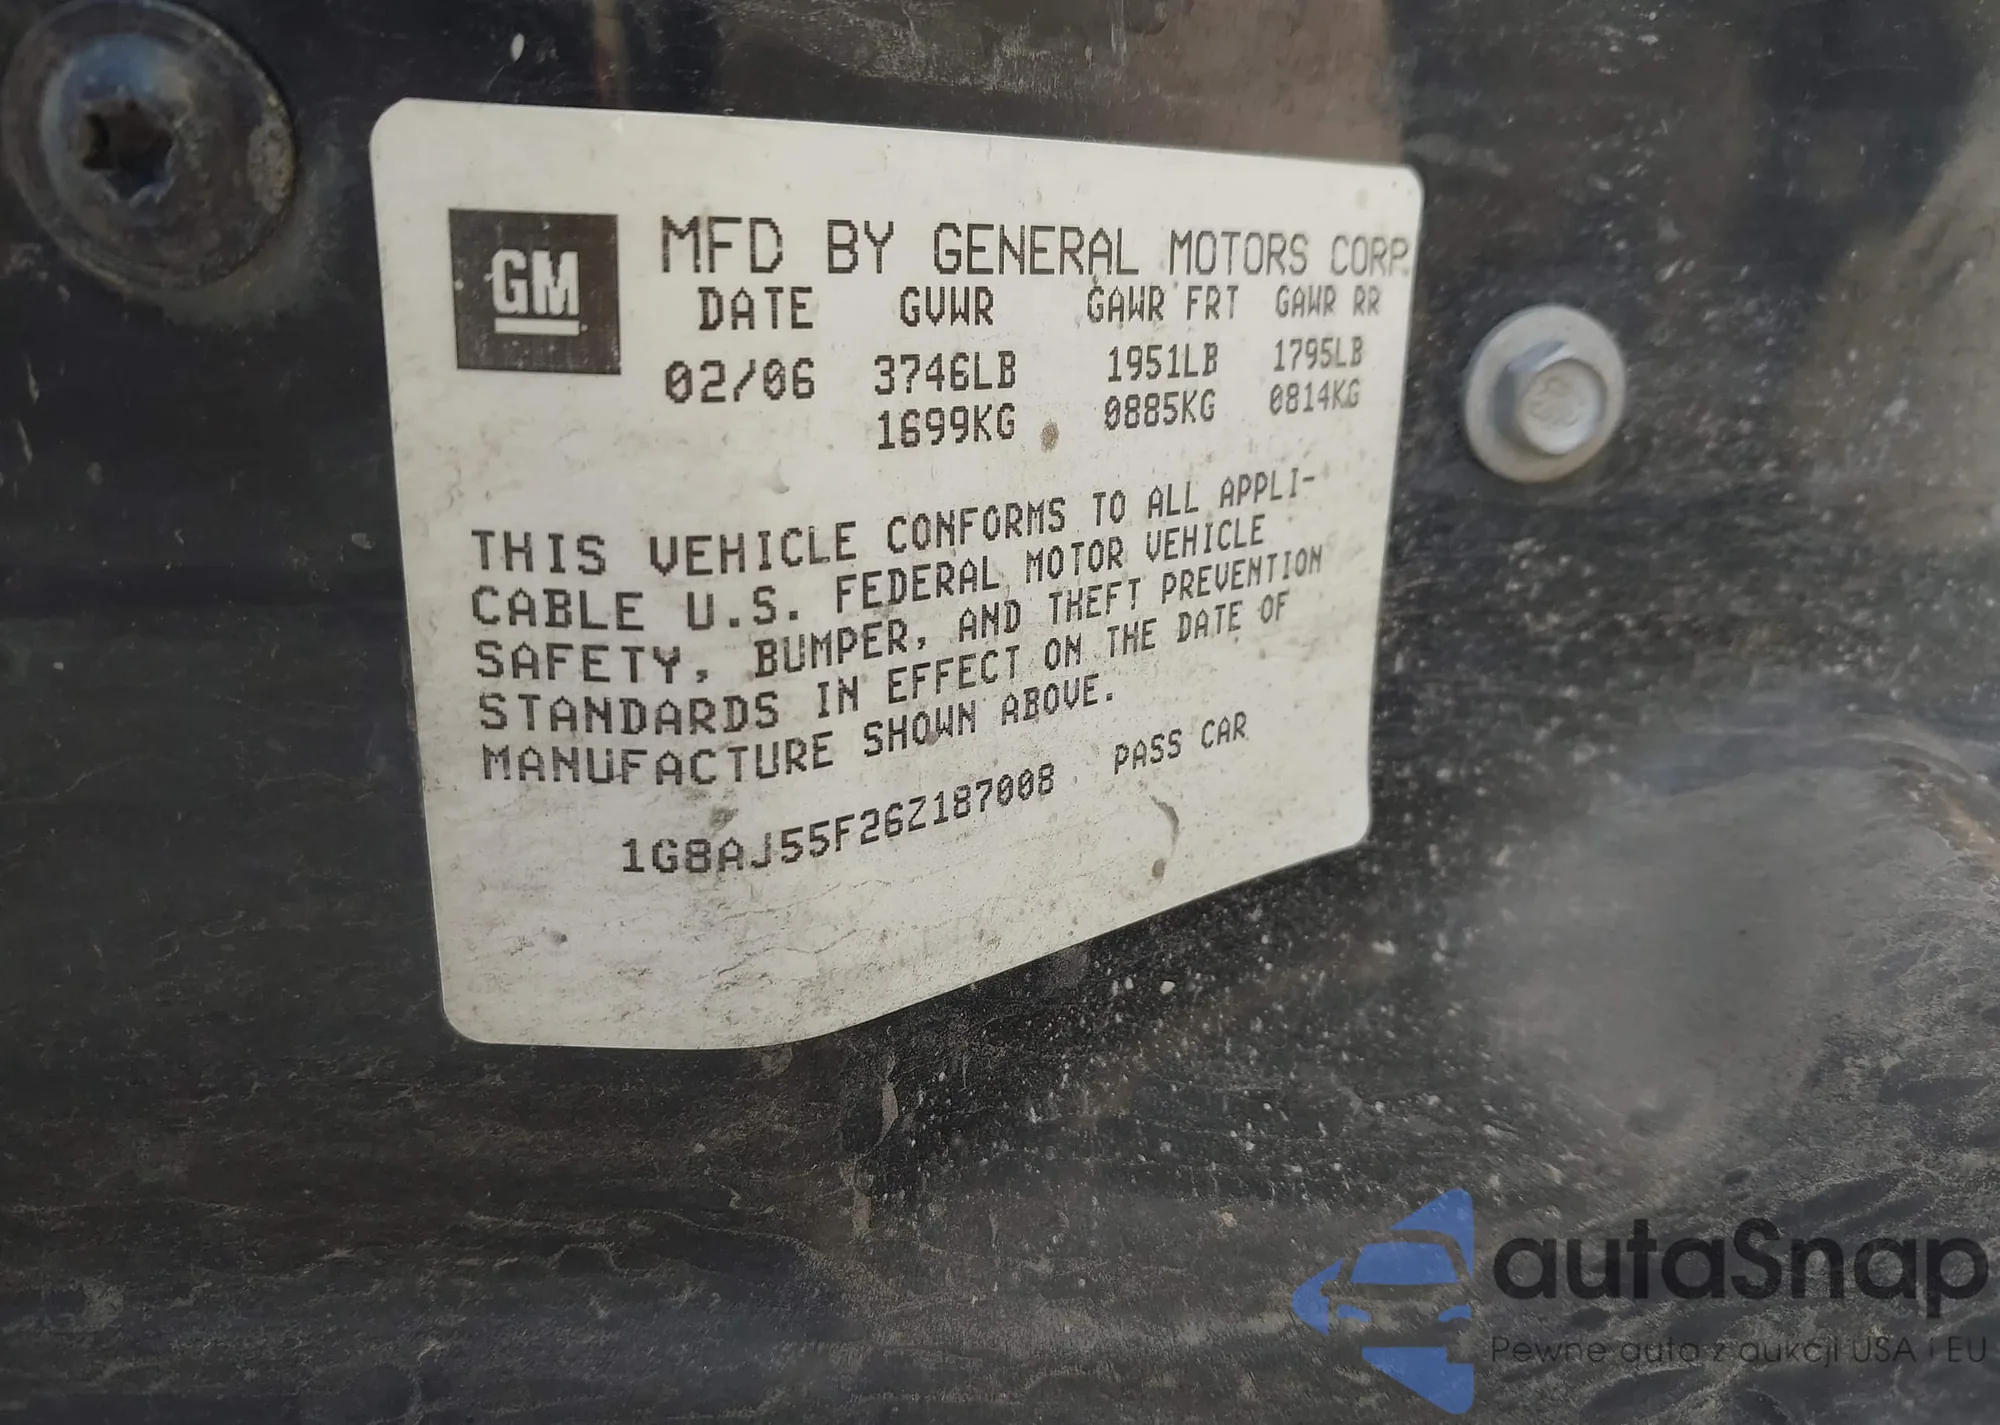 GM
MFD BY GENERAL MOTORS CORP.
DATE GVWR GAWR FRT GAWR RR
02/06 3746LB 1951LB 1795LB
1699KG 0885KG 0814KG
THIS VEHICLE CONFORMS TO ALL APPLI-
CABLE U.S. FEDERAL MOTOR VEHICLE
SAFETY, BUMPER, AND THEFT PREVENTION
STANDARDS IN EFFECT ON THE DATE OF
MANUFACTURE SHOWN ABOVE.
1G8AJ55F26Z187008 PASS CAR
autaSnap
Pewne auta z aukcji USA i EU